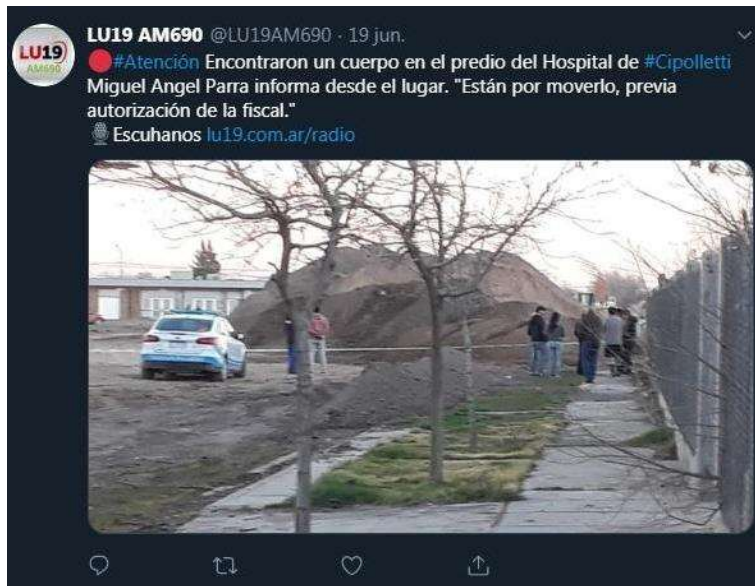 LU19
AM690
LU19 AM690 @LU19AM690 · 19 jun.
#Atención Encontraron un cuerpo en el predio del Hospital de #Cipolletti
Miguel Angel Parra informa desde el lugar. "Están por moverlo, previa
autorización de la fiscal."
Escuhanos lu19.com.ar/radio